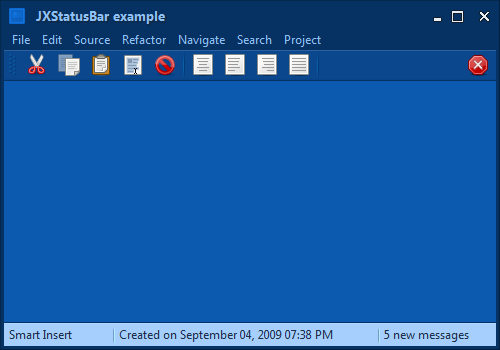 JXStatusBar example
File Edit Source Refactor Navigate Search Project
Smart Insert Created on September 04, 2009 07:38 PM 5 new messages